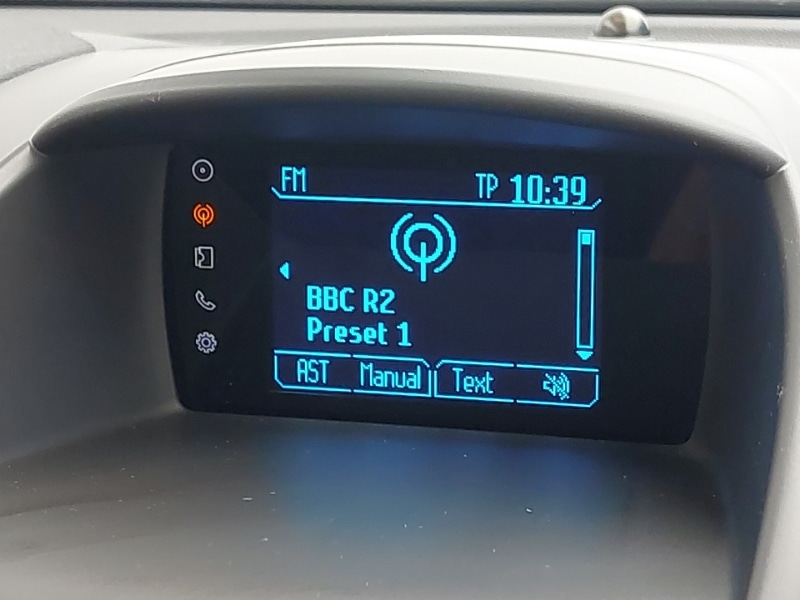 FM TP 10:39
BBC R2
Preset 1
AST Manual Text